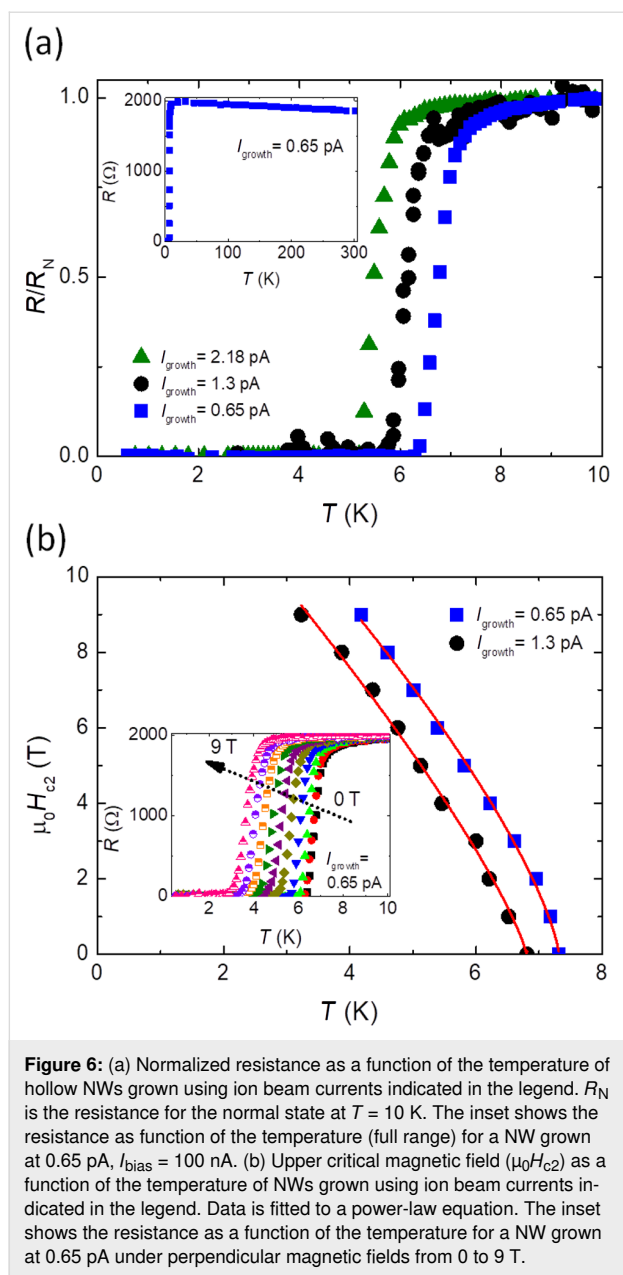 (a)
1.0
0.5
0.0
R/R_N
2000
1000
0
R (Ω)
I_growth = 0.65 pA
0 100 200 300
T (K)
I_growth = 2.18 pA
I_growth = 1.3 pA
I_growth = 0.65 pA
0 2 4 6 8 10
T (K)
(b)
10
8
6
4
2
0
μ₀H_c2 (T)
I_growth = 0.65 pA
I_growth = 1.3 pA
2000
1000
0
R (Ω)
9 T
0 T
I_growth =
0.65 pA
2 4 6 8 10
T (K)
0 2 4 6 8
T (K)
Figure 6: (a) Normalized resistance as a function of the temperature of
hollow NWs grown using ion beam currents indicated in the legend. R_N
is the resistance for the normal state at T = 10 K. The inset shows the
resistance as function of the temperature (full range) for a NW grown
at 0.65 pA, I_bias = 100 nA. (b) Upper critical magnetic field (μ₀H_c2) as a
function of the temperature of NWs grown using ion beam currents in-
dicated in the legend. Data is fitted to a power-law equation. The inset
shows the resistance as a function of the temperature for a NW grown
at 0.65 pA under perpendicular magnetic fields from 0 to 9 T.